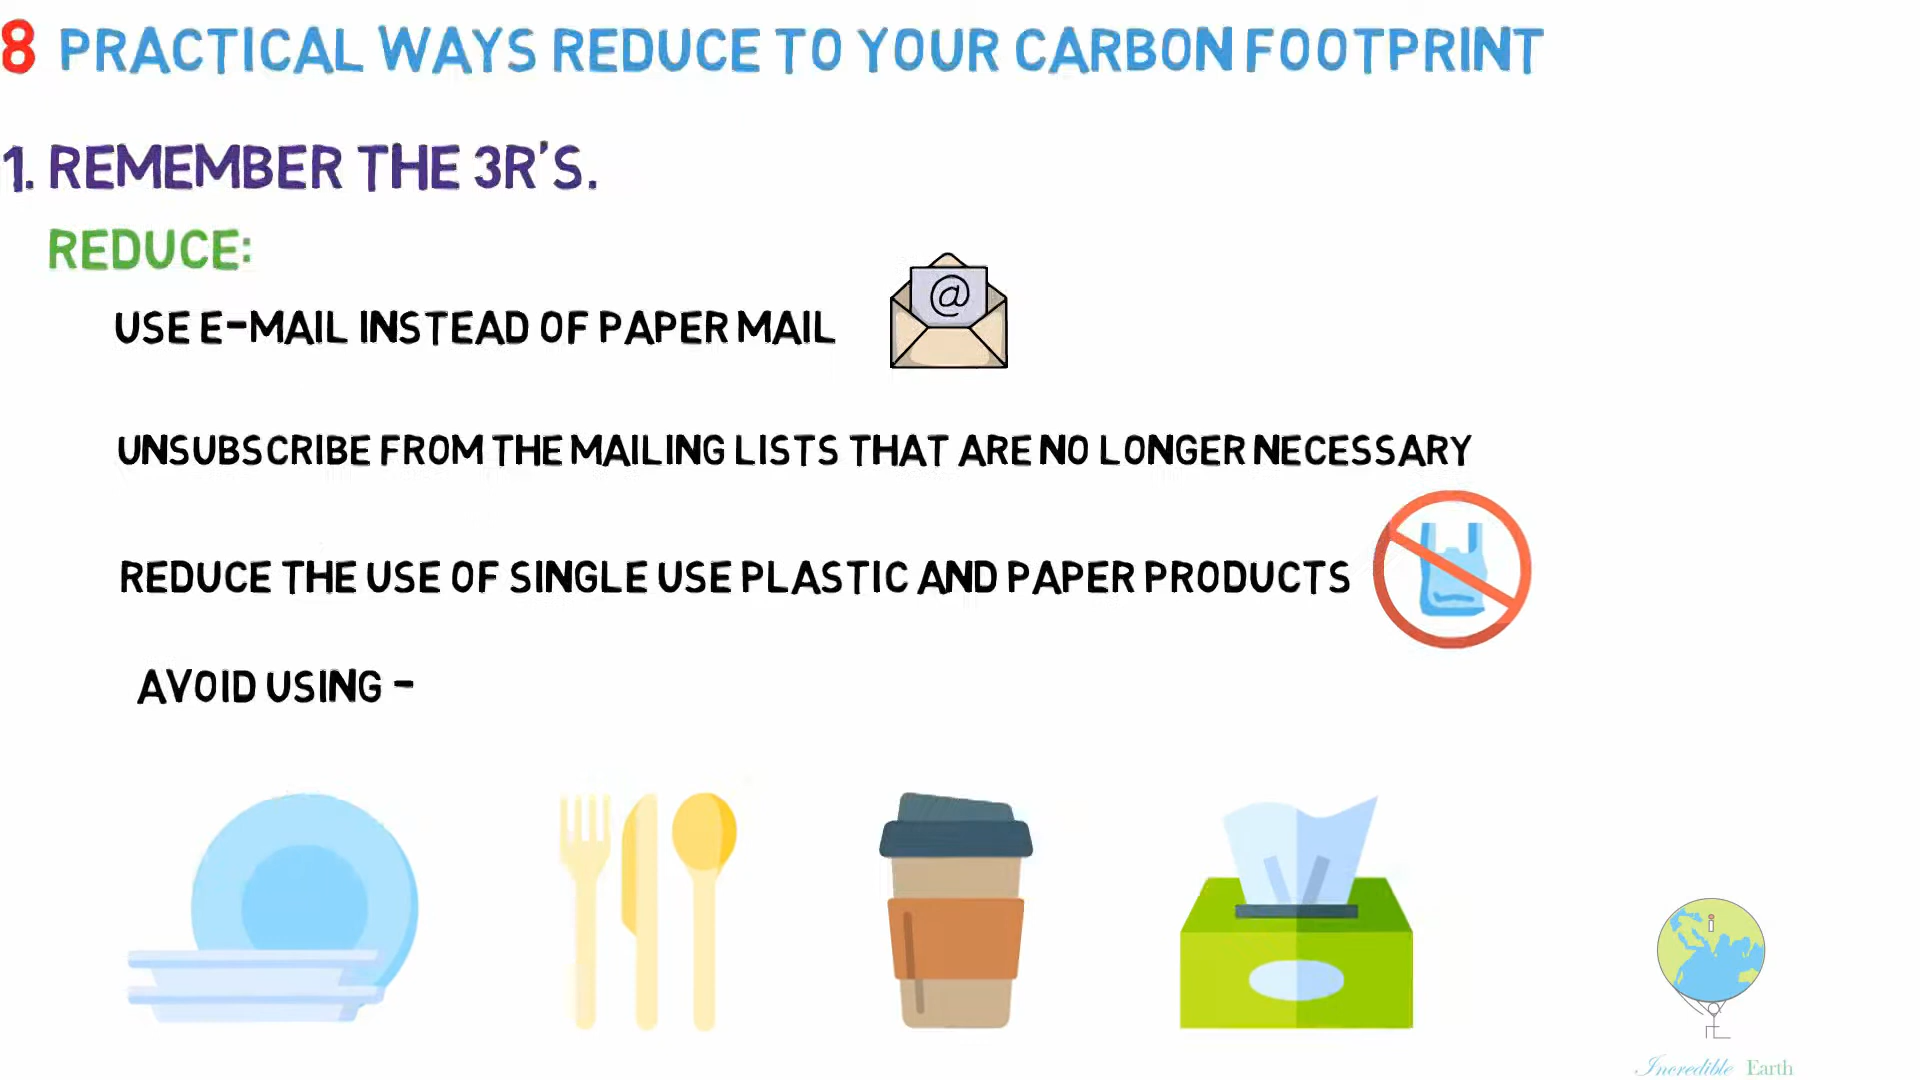 8 PRACTICAL WAYS REDUCE TO YOUR CARBON FOOTPRINT
1. REMEMBER THE 3R'S.
REDUCE:
USE E-MAIL INSTEAD OF PAPER MAIL
@
UNSUBSCRIBE FROM THE MAILING LISTS THAT ARE NO LONGER NECESSARY
REDUCE THE USE OF SINGLE USE PLASTIC AND PAPER PRODUCTS
AVOID USING -
i
Incredible Earth